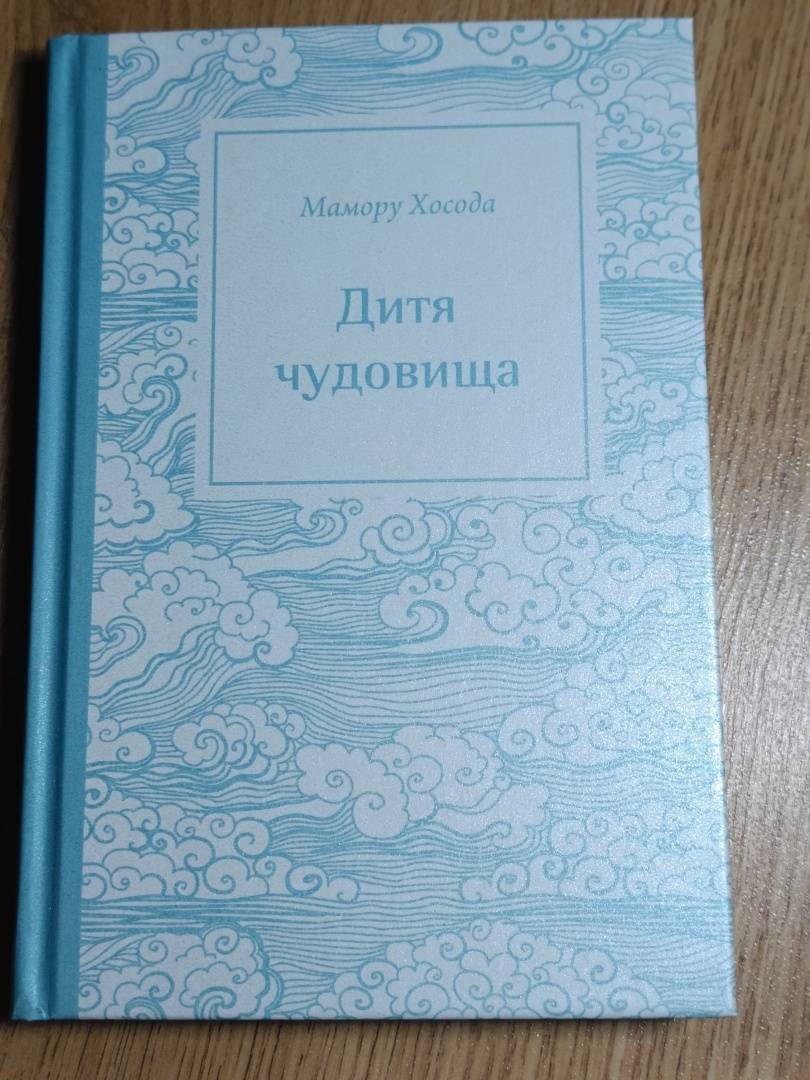 Мамору Хосода
Дитя
чудовища